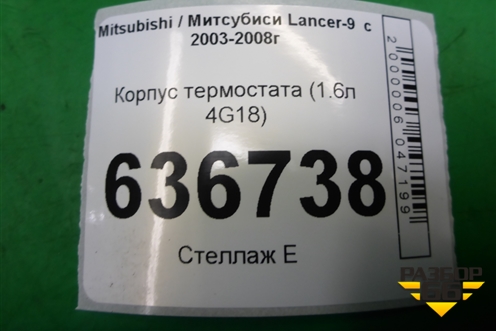 Mitsubishi / Митсубиси Lancer-9 с
2003-2008г
Корпус термостата (1.6л
4G18)
636738
Стеллаж Е
2000006047199
РАЗБОР